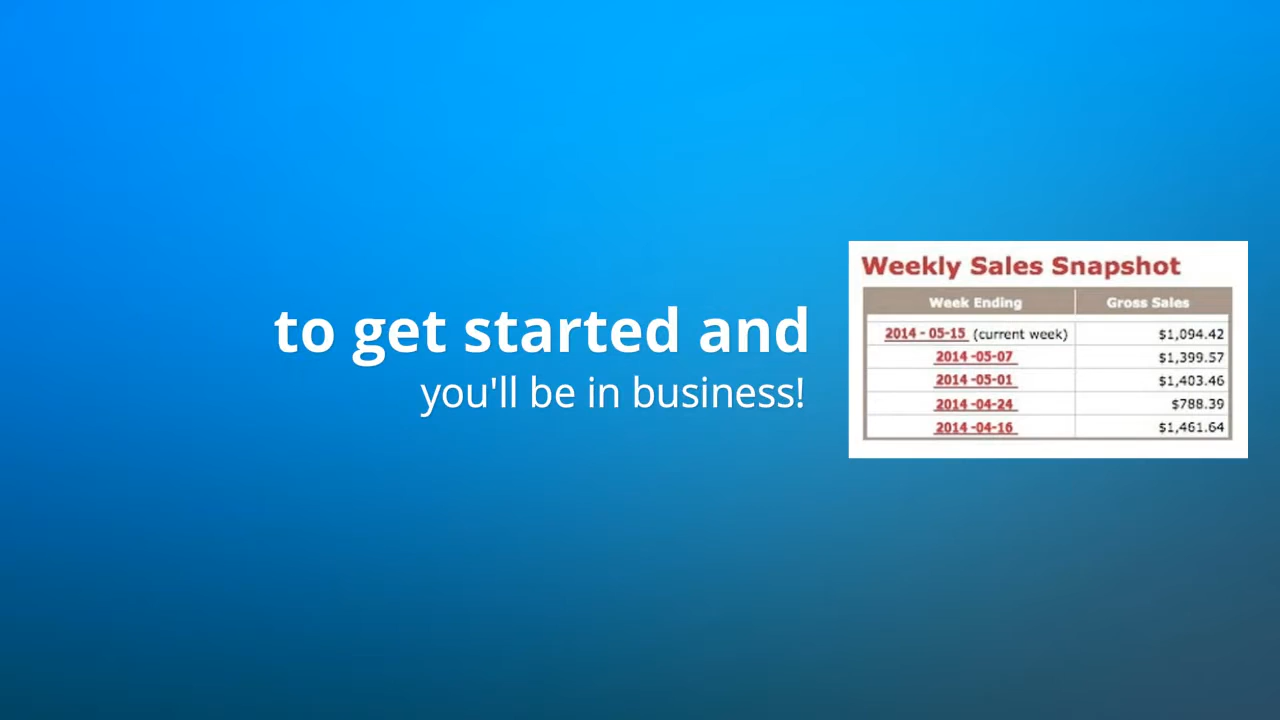 to get started and
you'll be in business!
Weekly Sales Snapshot
Week Ending Gross Sales
2014 - 05-15 (current week) $1,094.42
2014 -05-07 $1,399.57
2014 -05-01 $1,403.46
2014 -04-24 $788.39
2014 -04-16 $1,461.64